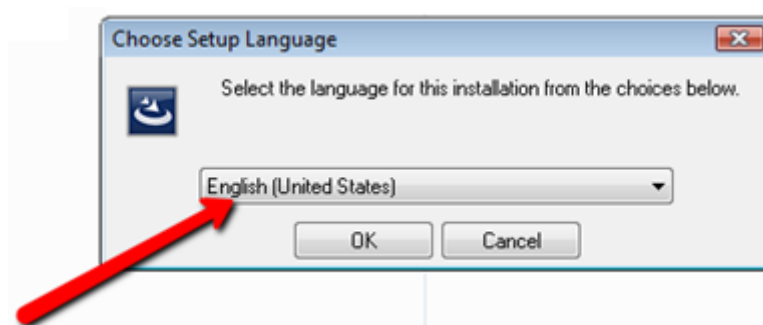 Choose Setup Language
Select the language for this installation from the choices below.
English (United States)
OK
Cancel